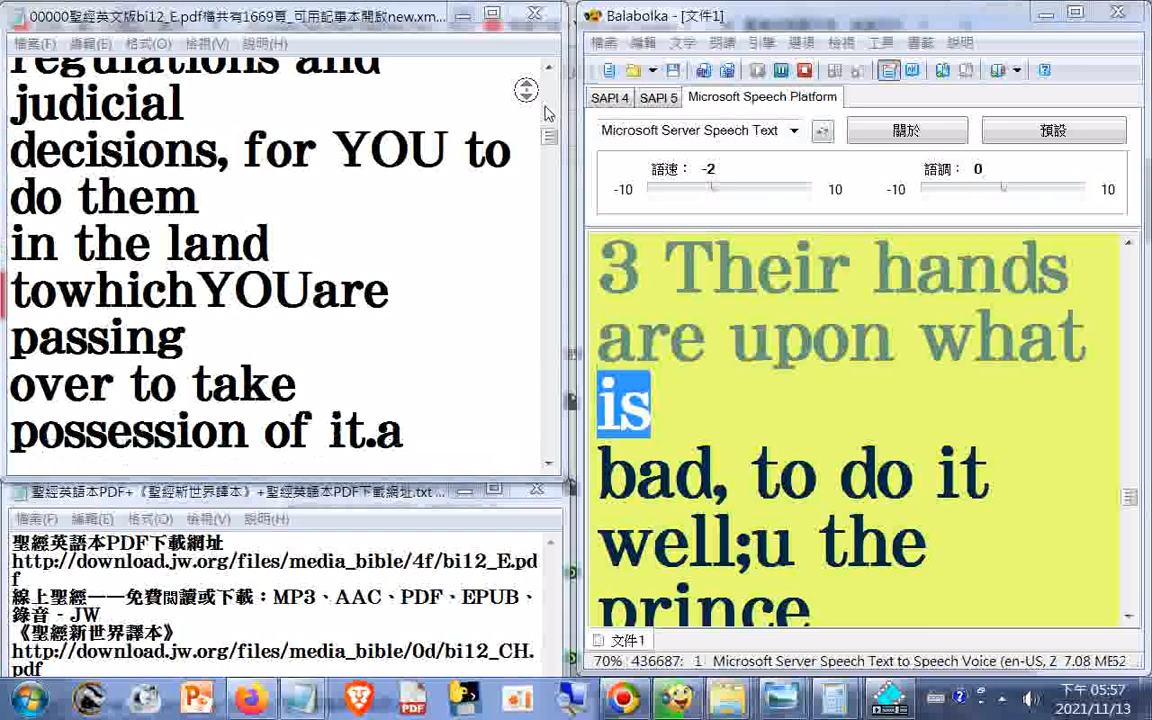 00000聖經英文版bi12_E.pdf檔共有1669頁_可用記事本開啟new.xm...
檔案(F) 編輯(E) 格式(O) 檢視(V) 說明(H)
regulations and
judicial
decisions, for YOU to
do them
in the land
towhichYOUare
passing
over to take
possession of it.a
聖經英語本PDF+《聖經新世界譯本》+聖經英語本PDF下載網址.txt ...
檔案(F) 編輯(E) 格式(O) 檢視(V) 說明(H)
聖經英語本PDF下載網址
http://download.jw.org/files/media_bible/4f/bi12_E.pd
f
線上聖經——免費閱讀或下載：MP3、AAC、PDF、EPUB、
錄音 - JW
《聖經新世界譯本》
http://download.jw.org/files/media_bible/0d/bi12_CH.
pdf
Balabolka - [文件1]
檔案 編輯 文字 朗讀 引擎 選項 檢視 工具 書籤 說明
SAPI 4 SAPI 5 Microsoft Speech Platform
Microsoft Server Speech Text 關於 預設
語速： -2 語調： 0
-10 10 -10 10
3 Their hands
are upon what
is
bad, to do it
well;u the
prince
文件1
70% 436687: 1 Microsoft Server Speech Text to Speech Voice (en-US, Z 7.08 ME52
下午 05:57
2021/11/13